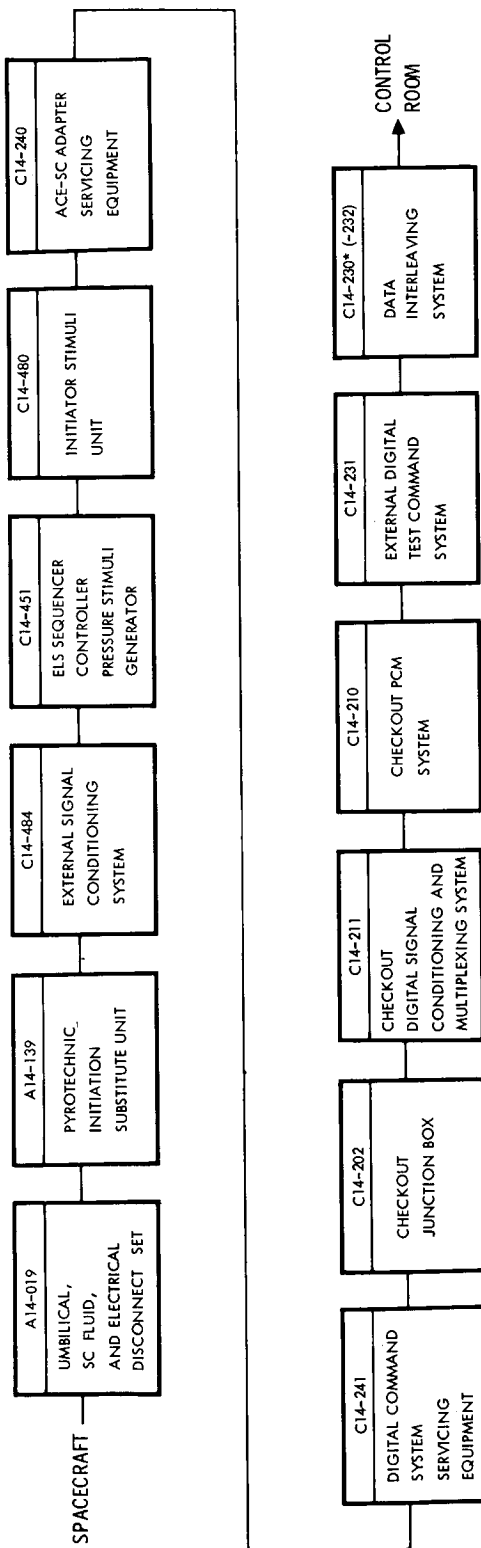 SPACECRAFT
A14-019
UMBILICAL,
SC FLUID,
AND ELECTRICAL
DISCONNECT SET
A14-139
PYROTECHNIC_
INITIATION
SUBSTITUTE UNIT
C14-484
EXTERNAL SIGNAL
CONDITIONING
SYSTEM
C14-451
ELS SEQUENCER
CONTROLLER
PRESSURE STIMULI
GENERATOR
C14-480
INITIATOR STIMULI
UNIT
C14-240
ACE-SC ADAPTER
SERVICING
EQUIPMENT
C14-241
DIGITAL COMMAND
SYSTEM
SERVICING
EQUIPMENT
C14-202
CHECKOUT
JUNCTION BOX
C14-211
CHECKOUT
DIGITAL SIGNAL
CONDITIONING AND
MULTIPLEXING SYSTEM
C14-210
CHECKOUT PCM
SYSTEM
C14-231
EXTERNAL DIGITAL
TEST COMMAND
SYSTEM
C14-230* (-232)
DATA
INTERLEAVING
SYSTEM
CONTROL
ROOM